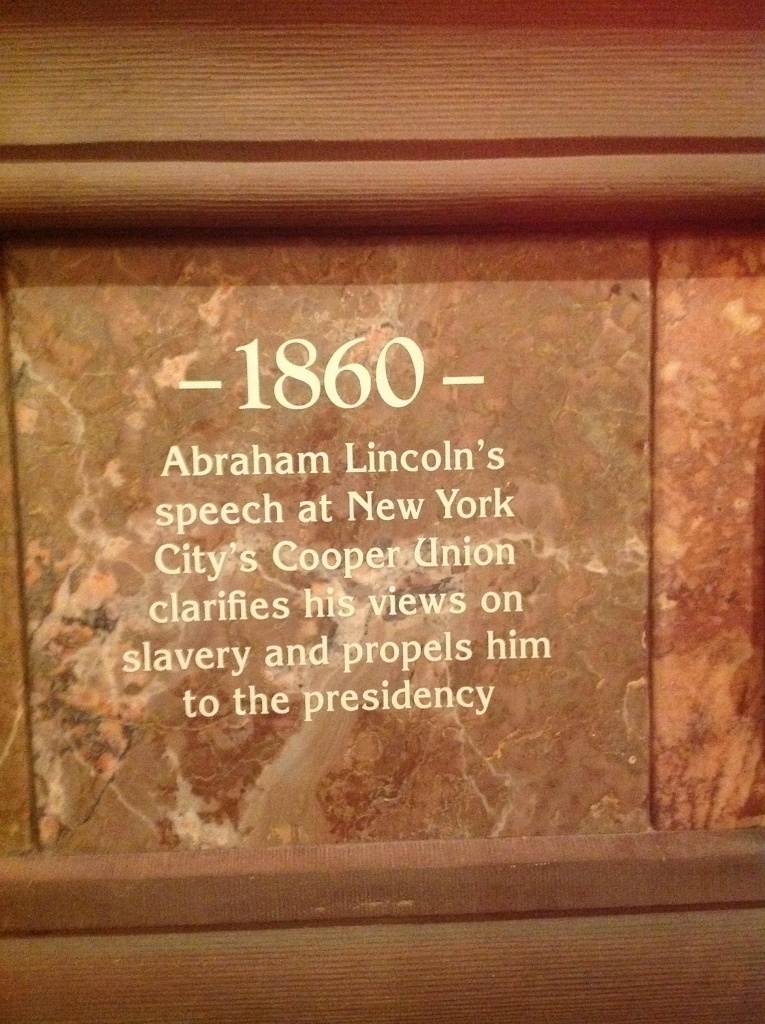 – 1860 –
Abraham Lincoln's
speech at New York
City's Cooper Union
clarifies his views on
slavery and propels him
to the presidency